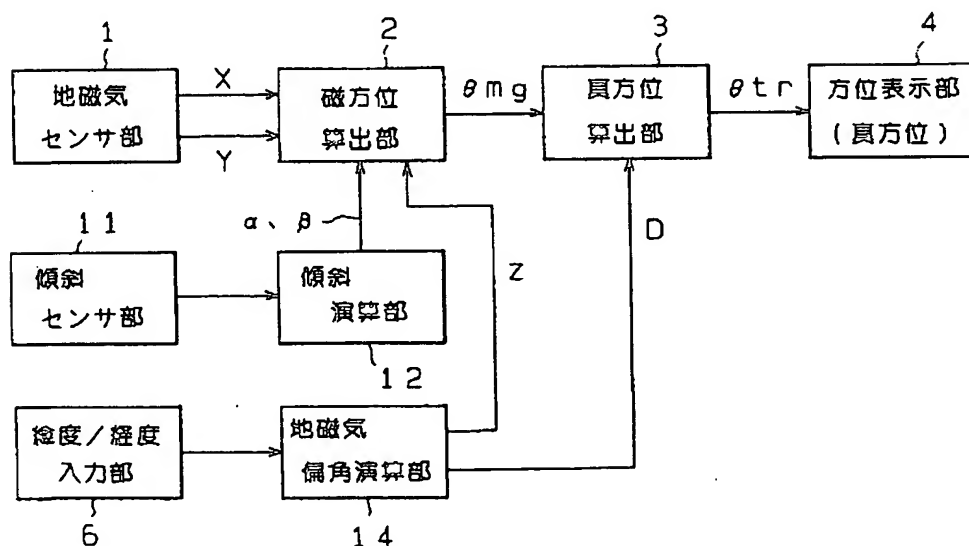 1
地磁気
センサ部
X
Y
2
磁方位
算出部
θmg
3
真方位
算出部
θtr
4
方位表示部
(真方位)
α、β
Z
D
11
傾斜
センサ部
傾斜
演算部
12
緯度/経度
入力部
6
地磁気
偏角演算部
14